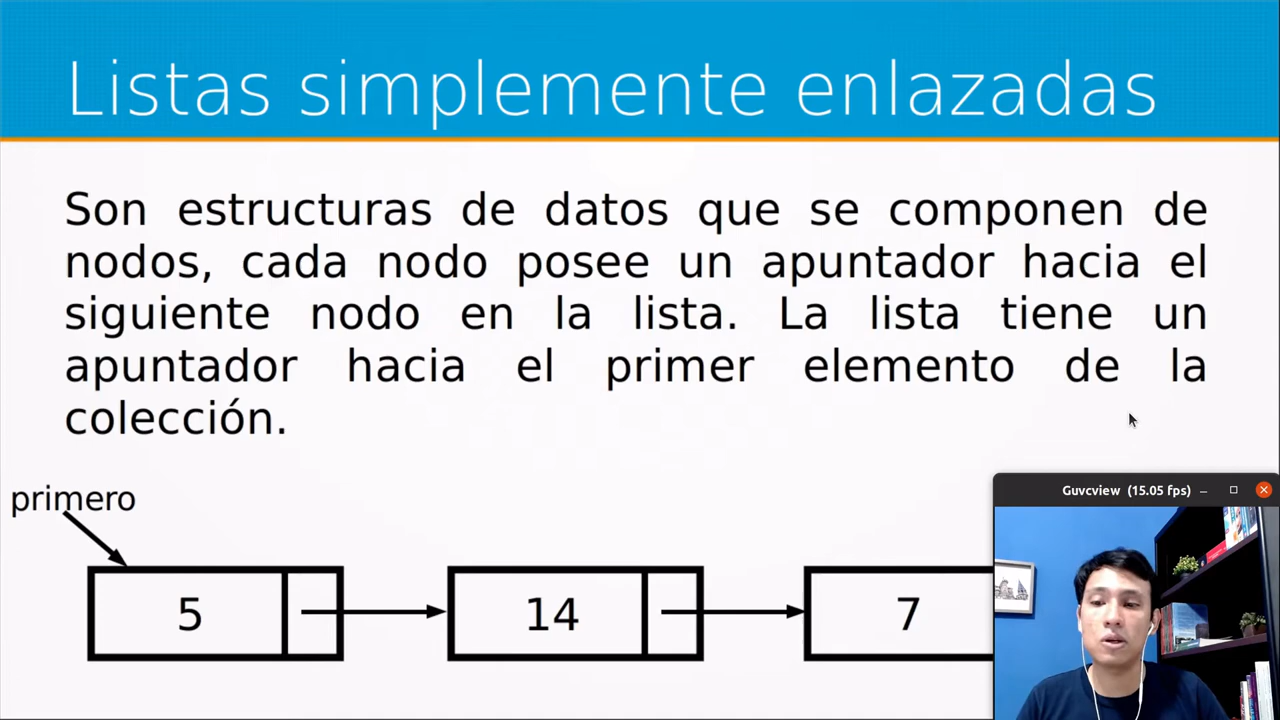 Listas simplemente enlazadas
Son estructuras de datos que se componen de
nodos, cada nodo posee un apuntador hacia el
siguiente nodo en la lista. La lista tiene un
apuntador hacia el primer elemento de la
colección.
primero
Guvcview (15.05 fps)
5 14 7